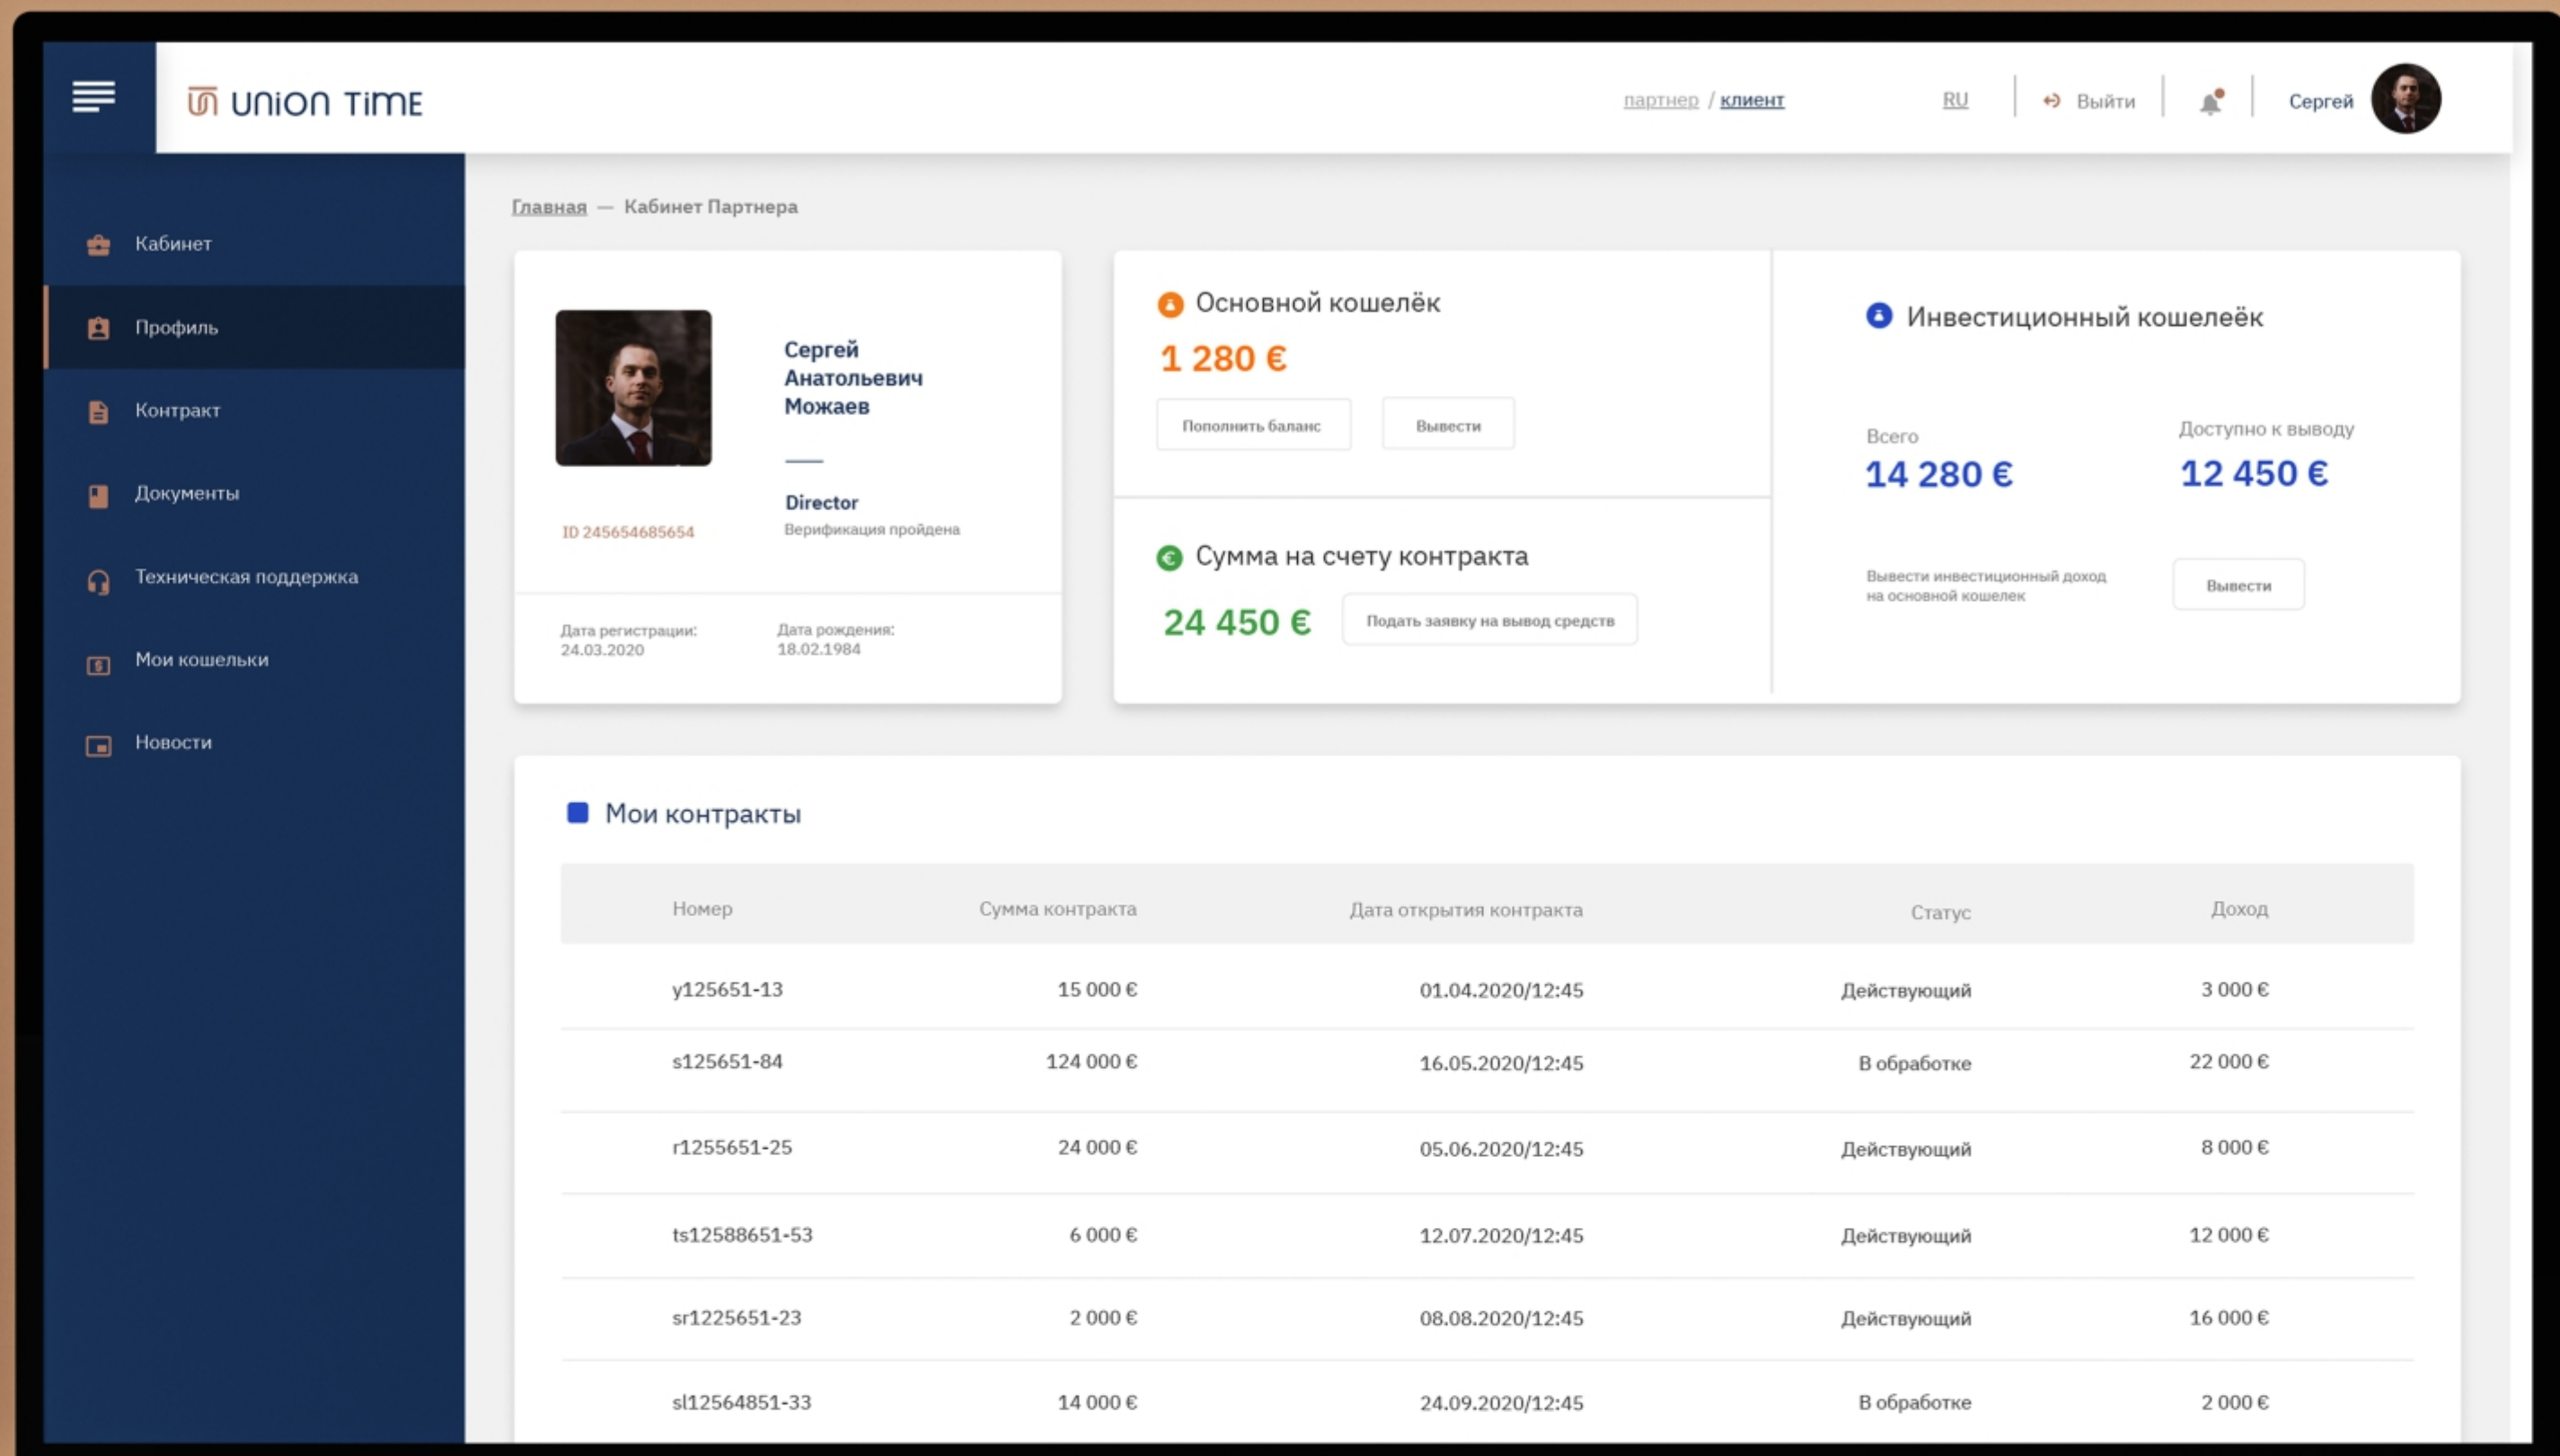 UNION TIME
партнер / клиент
RU
Выйти
Сергей
Кабинет
Профиль
Контракт
Документы
Техническая поддержка
Мои кошельки
Новости
Главная — Кабинет Партнера
Сергей
Анатольевич
Можаев
Director
Верификация пройдена
ID 245654685654
Дата регистрации:
24.03.2020
Дата рождения:
18.02.1984
Основной кошелёк
1 280 €
Пополнить баланс
Вывести
Сумма на счету контракта
24 450 €
Подать заявку на вывод средств
Инвестиционный кошелеёк
Всего
14 280 €
Доступно к выводу
12 450 €
Вывести инвестиционный доход
на основной кошелек
Вывести
Мои контракты
Номер Сумма контракта Дата открытия контракта Статус Доход
y125651-13 15 000 € 01.04.2020/12:45 Действующий 3 000 €
s125651-84 124 000 € 16.05.2020/12:45 В обработке 22 000 €
r1255651-25 24 000 € 05.06.2020/12:45 Действующий 8 000 €
ts12588651-53 6 000 € 12.07.2020/12:45 Действующий 12 000 €
sr1225651-23 2 000 € 08.08.2020/12:45 Действующий 16 000 €
sl12564851-33 14 000 € 24.09.2020/12:45 В обработке 2 000 €